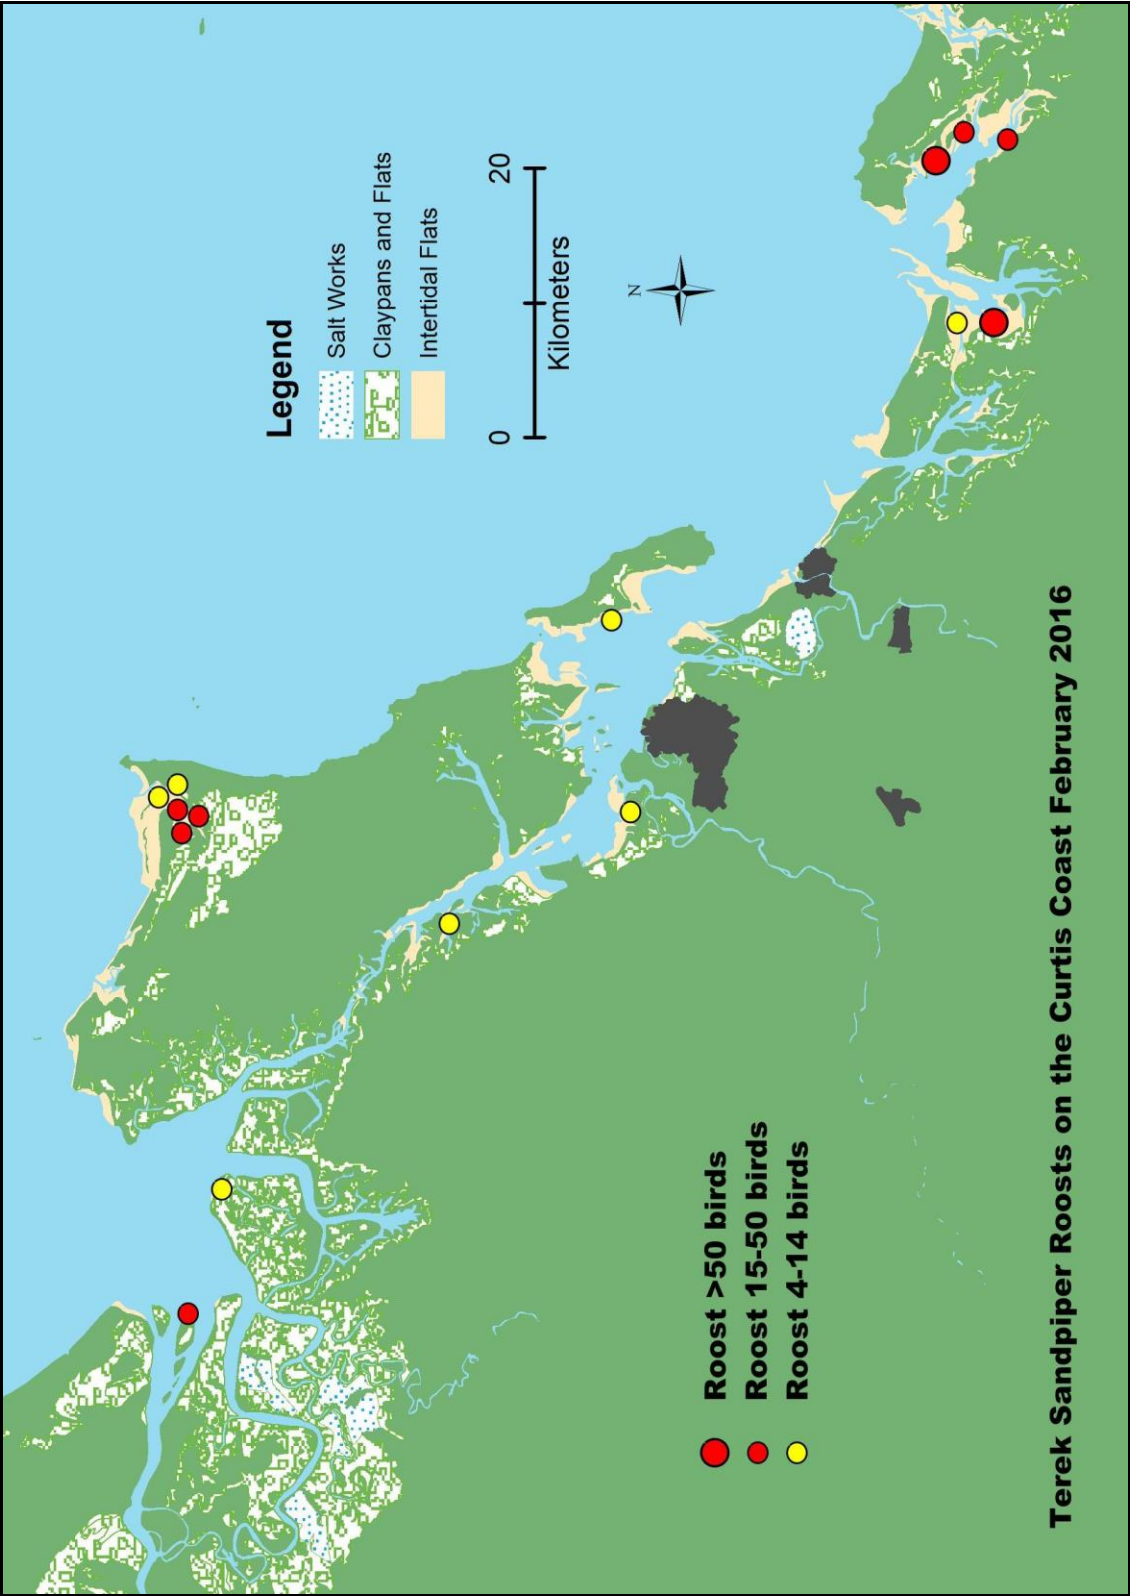 Legend
Salt Works
Claypans and Flats
Intertidal Flats
0 20
Kilometers
N
Roost >50 birds
Roost 15-50 birds
Roost 4-14 birds
Terek Sandpiper Roosts on the Curtis Coast February 2016